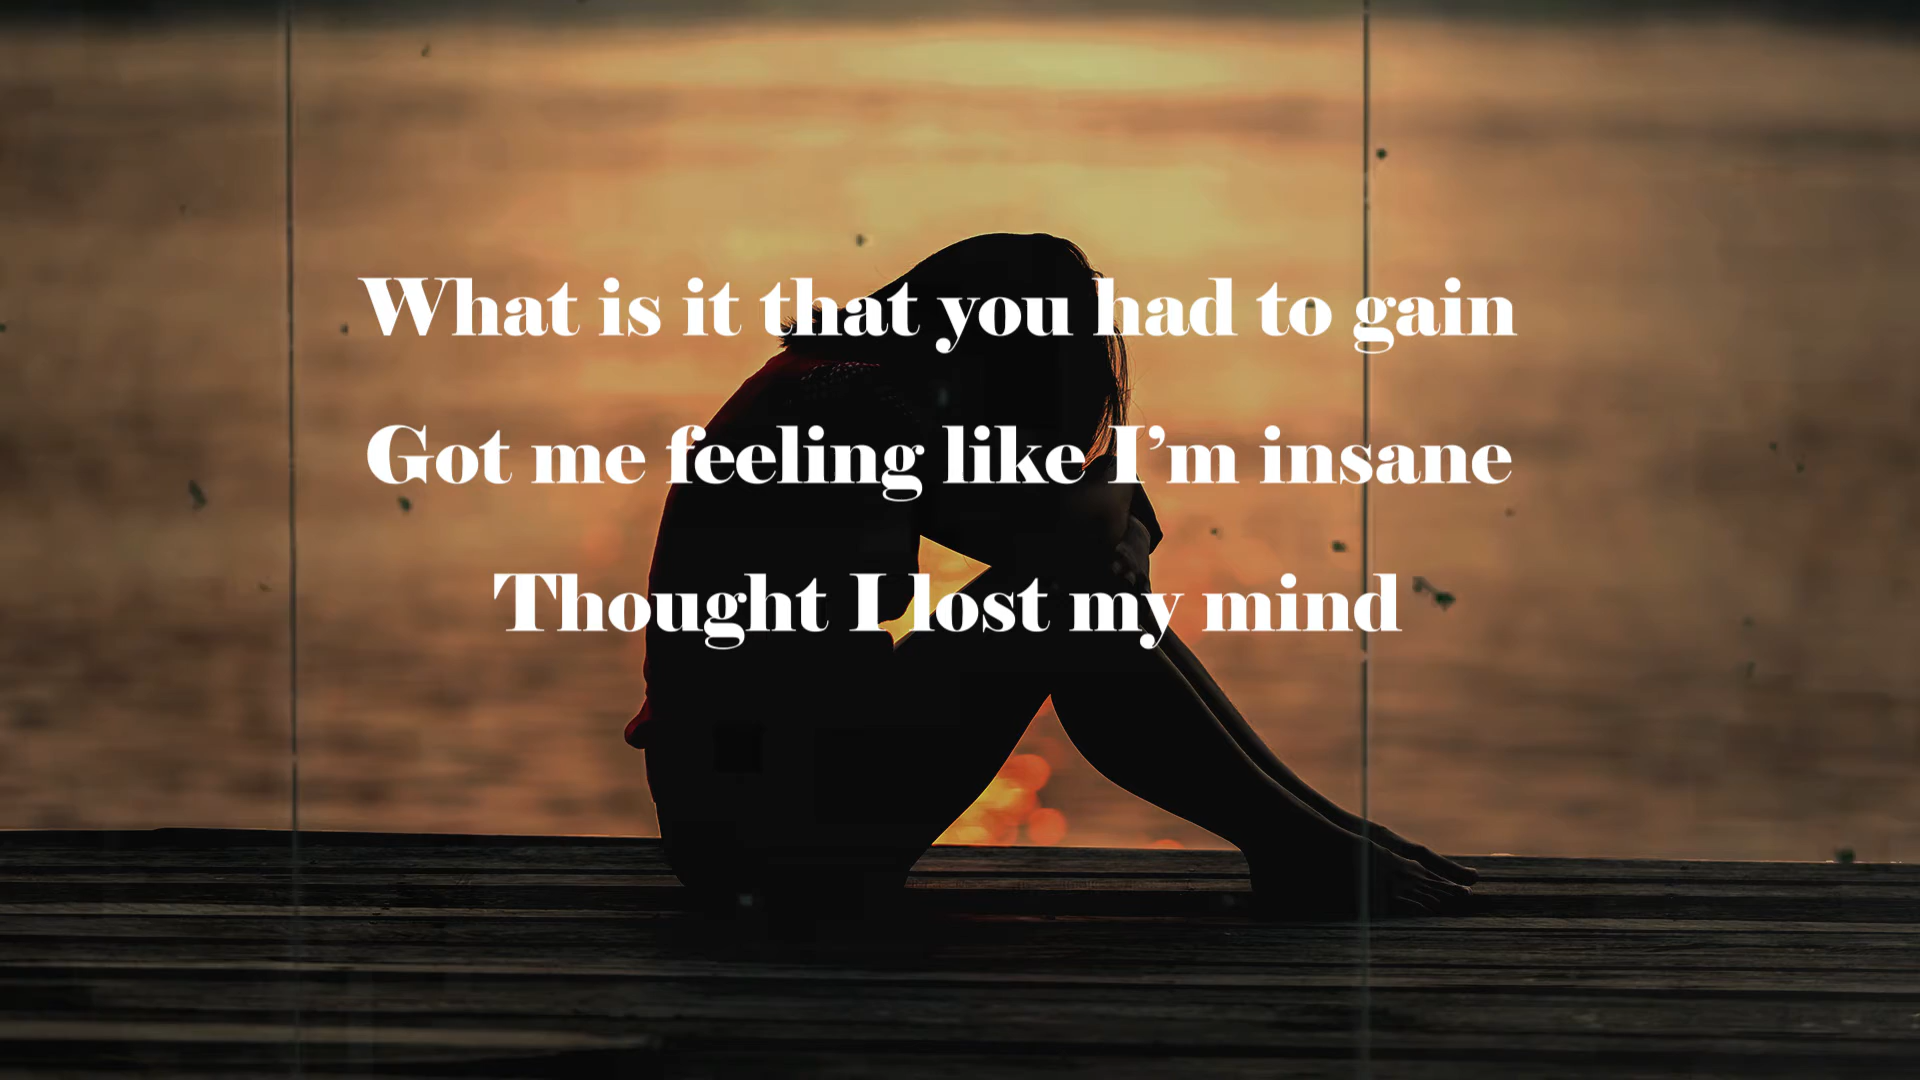 What is it that you had to gain
Got me feeling like I’m insane
Thought I lost my mind